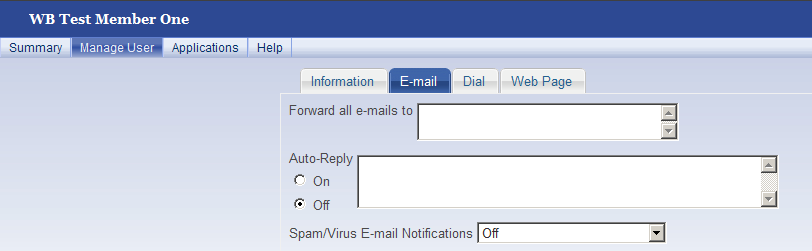 WB Test Member One
Summary Manage User Applications Help
Information E-mail Dial Web Page
Forward all e-mails to
Auto-Reply
On
Off
Spam/Virus E-mail Notifications Off